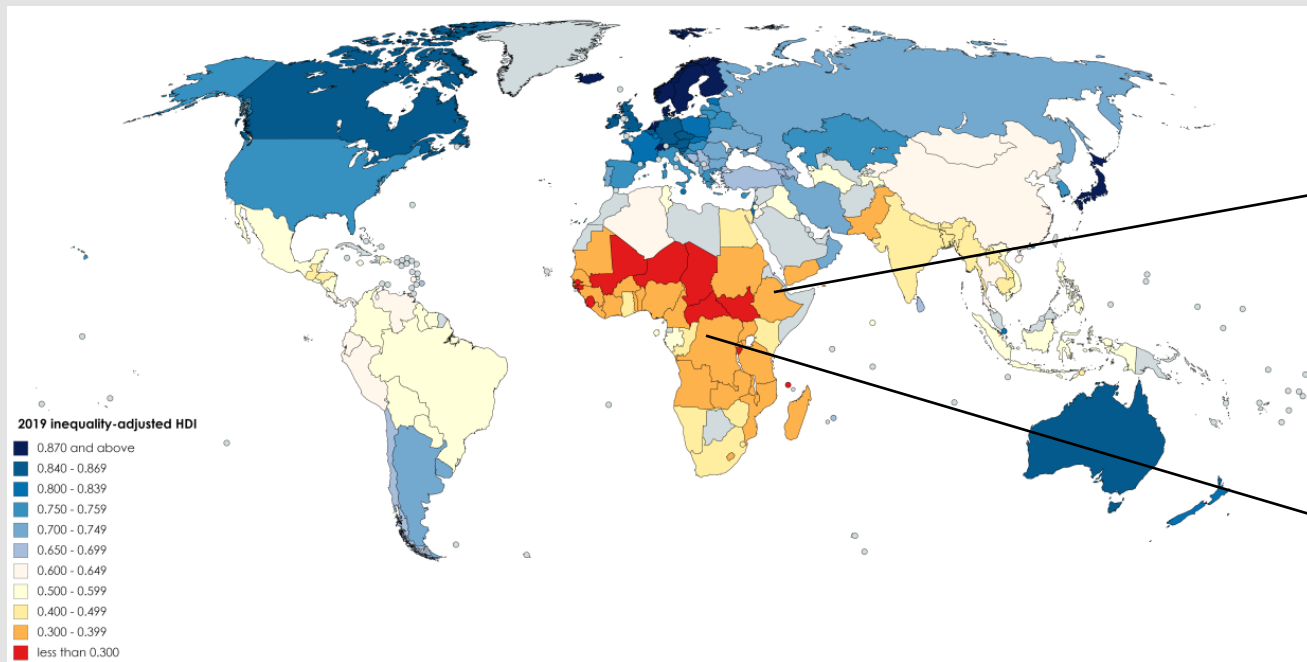 2019 inequality-adjusted HDI
0.870 and above
0.840 - 0.869
0.800 - 0.839
0.750 - 0.759
0.700 - 0.749
0.650 - 0.699
0.600 - 0.649
0.500 - 0.599
0.400 - 0.499
0.300 - 0.399
less than 0.300